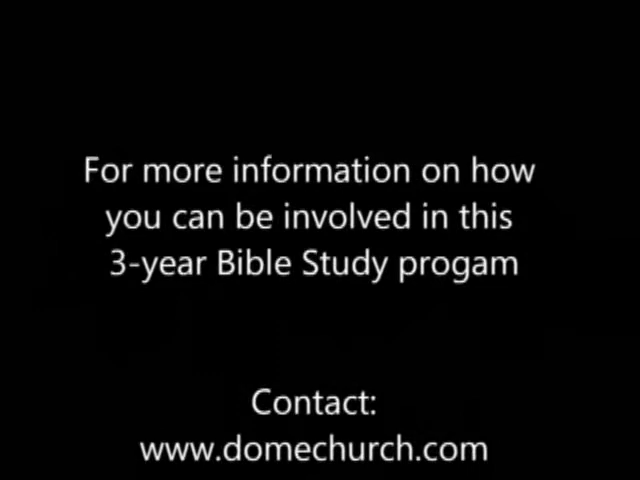 For more information on how
you can be involved in this
3-year Bible Study progam
Contact:
www.domechurch.com